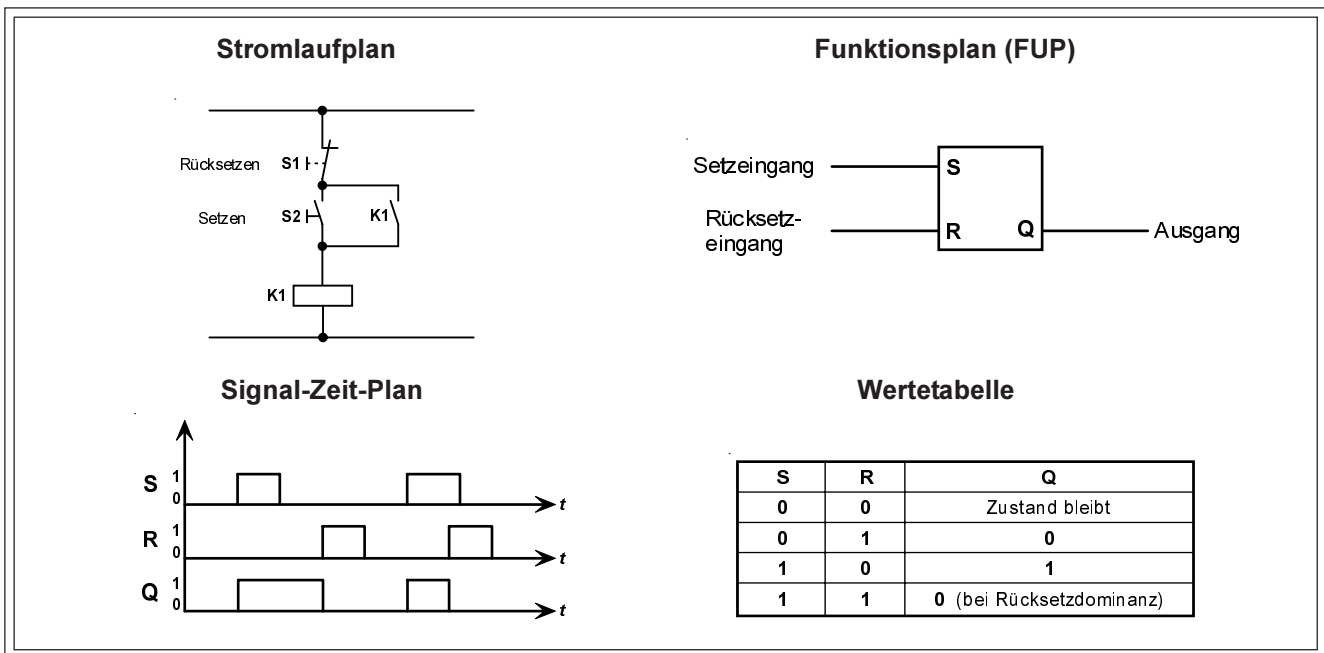 Stromlaufplan
Rücksetzen S1
Setzen S2 K1
K1
Funktionsplan (FUP)
Setzeingang S
Rücksetz-
eingang R Q Ausgang
Signal-Zeit-Plan
S 1
0 t
R 1
0 t
Q 1
0 t
Wertetabelle
S R Q
0 0 Zustand bleibt
0 1 0
1 0 1
1 1 0 (bei Rücksetzdominanz)